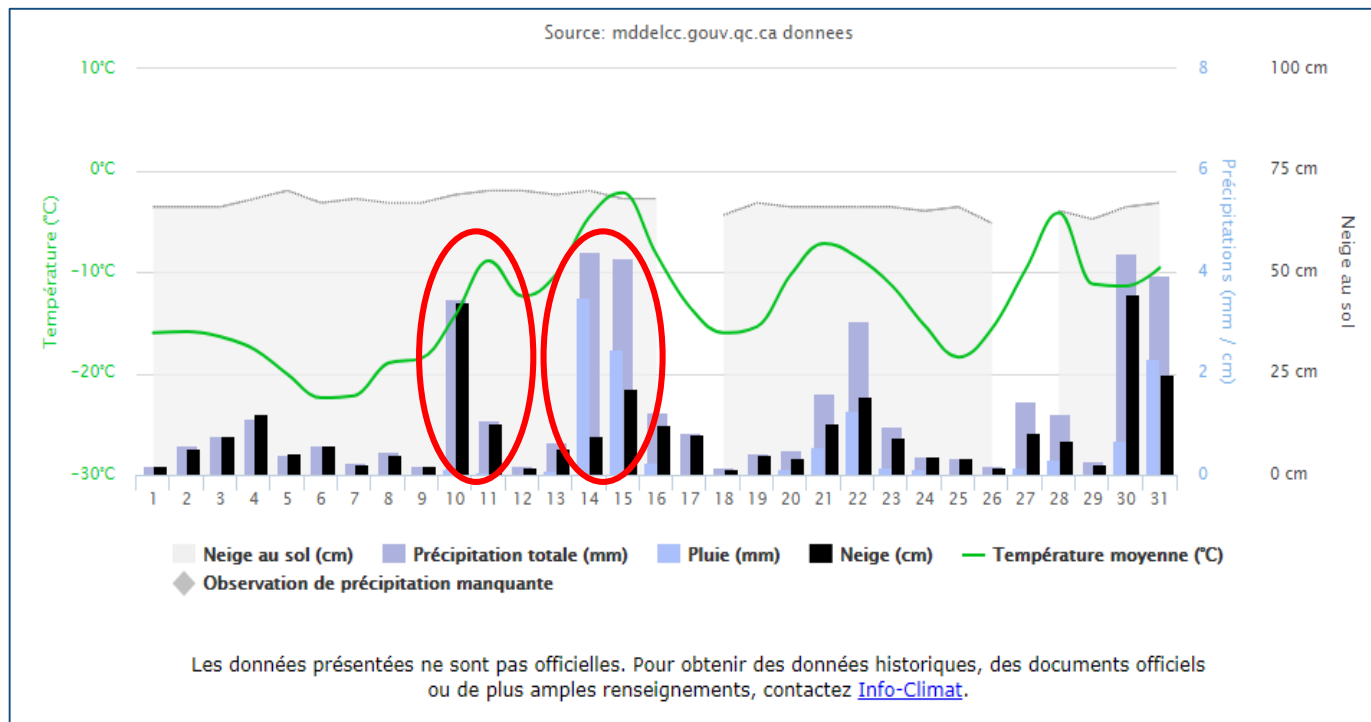 Source: mddelcc.gouv.qc.ca donnees
10°C
0°C
−10°C
−20°C
−30°C
Température (°C)
8
6
4
2
0
Précipitations (mm / cm)
100 cm
75 cm
50 cm
25 cm
0 cm
Neige au sol
1 2 3 4 5 6 7 8 9 10 11 12 13 14 15 16 17 18 19 20 21 22 23 24 25 26 27 28 29 30 31
Neige au sol (cm) Précipitation totale (mm) Pluie (mm) Neige (cm) Température moyenne (°C)
Observation de précipitation manquante
Les données présentées ne sont pas officielles. Pour obtenir des données historiques, des documents officiels
ou de plus amples renseignements, contactez Info-Climat.